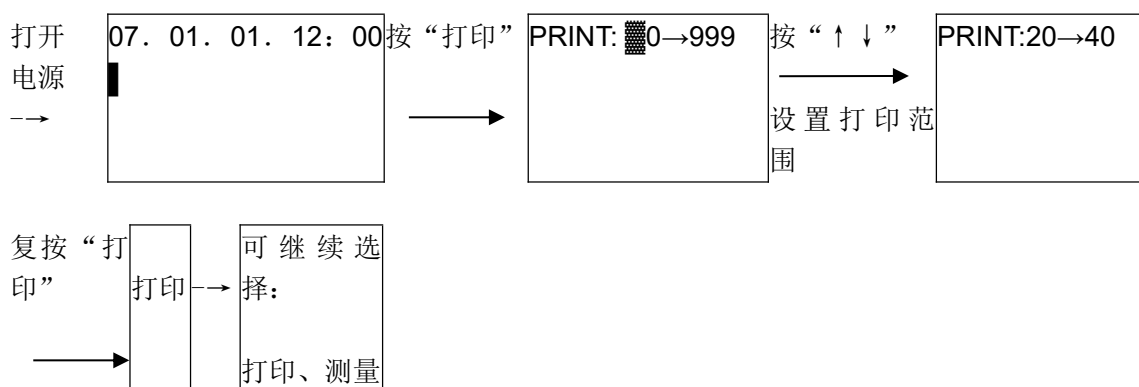 打开 07. 01. 01. 12: 00 按“打印” PRINT: ▓0→999 按“↑ ↓” PRINT:20→40
电源
→ 设置打印范
围
复按“打 可继续选
印” 打印 → 择:
打印、测量